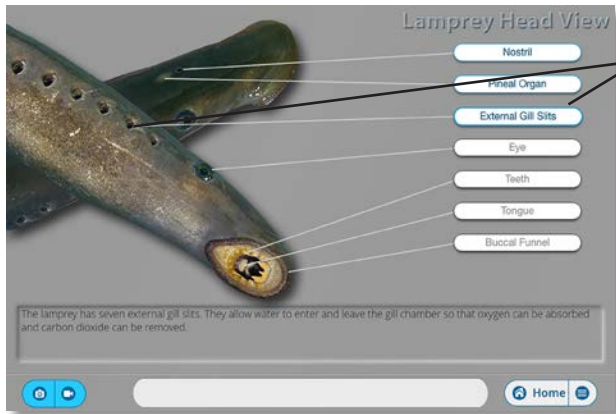 Lamprey Head View
Nostril
Pineal Organ
External Gill Slits
Eye
Teeth
Tongue
Buccal Funnel
The lamprey has seven external gill slits. They allow water to enter and leave the gill chamber so that oxygen can be absorbed
and carbon dioxide can be removed.
Home